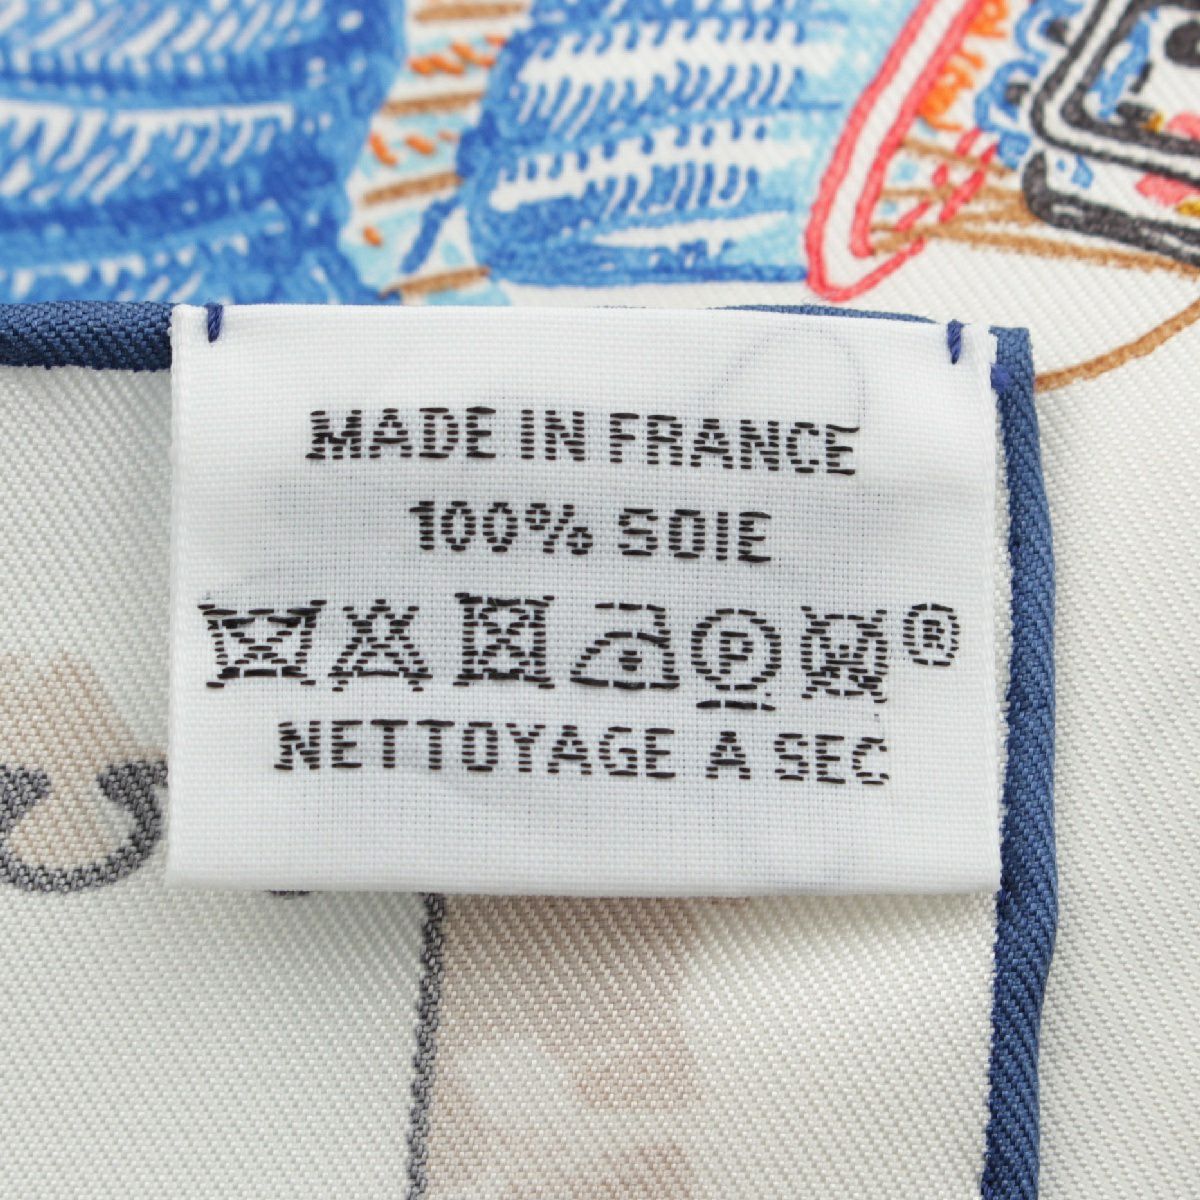 MADE IN FRANCE
100% SOIE
P W ®
NETTOYAGE A SEC